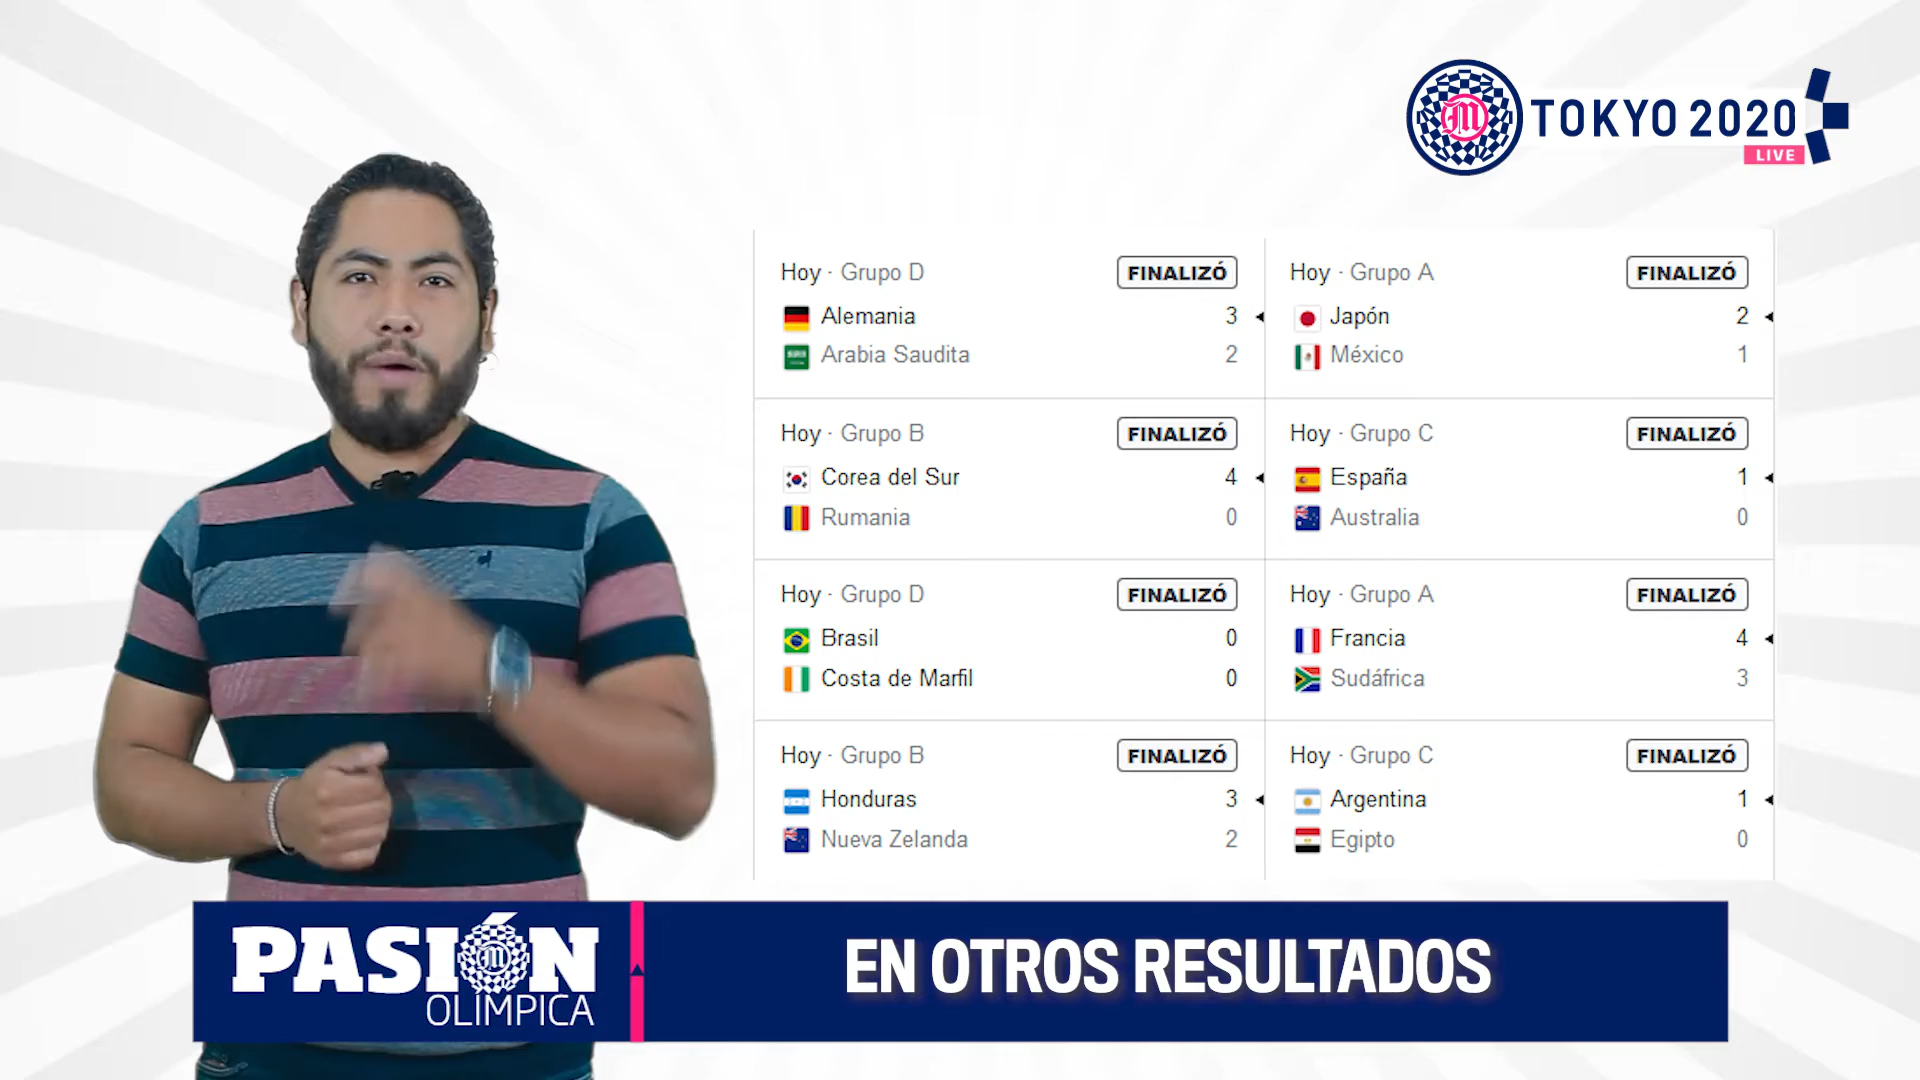 TOKYO 2020
LIVE
Hoy · Grupo D FINALIZÓ
Alemania 3
Arabia Saudita 2
Hoy · Grupo A FINALIZÓ
Japón 2
México 1
Hoy · Grupo B FINALIZÓ
Corea del Sur 4
Rumania 0
Hoy · Grupo C FINALIZÓ
España 1
Australia 0
Hoy · Grupo D FINALIZÓ
Brasil 0
Costa de Marfil 0
Hoy · Grupo A FINALIZÓ
Francia 4
Sudáfrica 3
Hoy · Grupo B FINALIZÓ
Honduras 3
Nueva Zelanda 2
Hoy · Grupo C FINALIZÓ
Argentina 1
Egipto 0
PASIÓN
OLÍMPICA
EN OTROS RESULTADOS